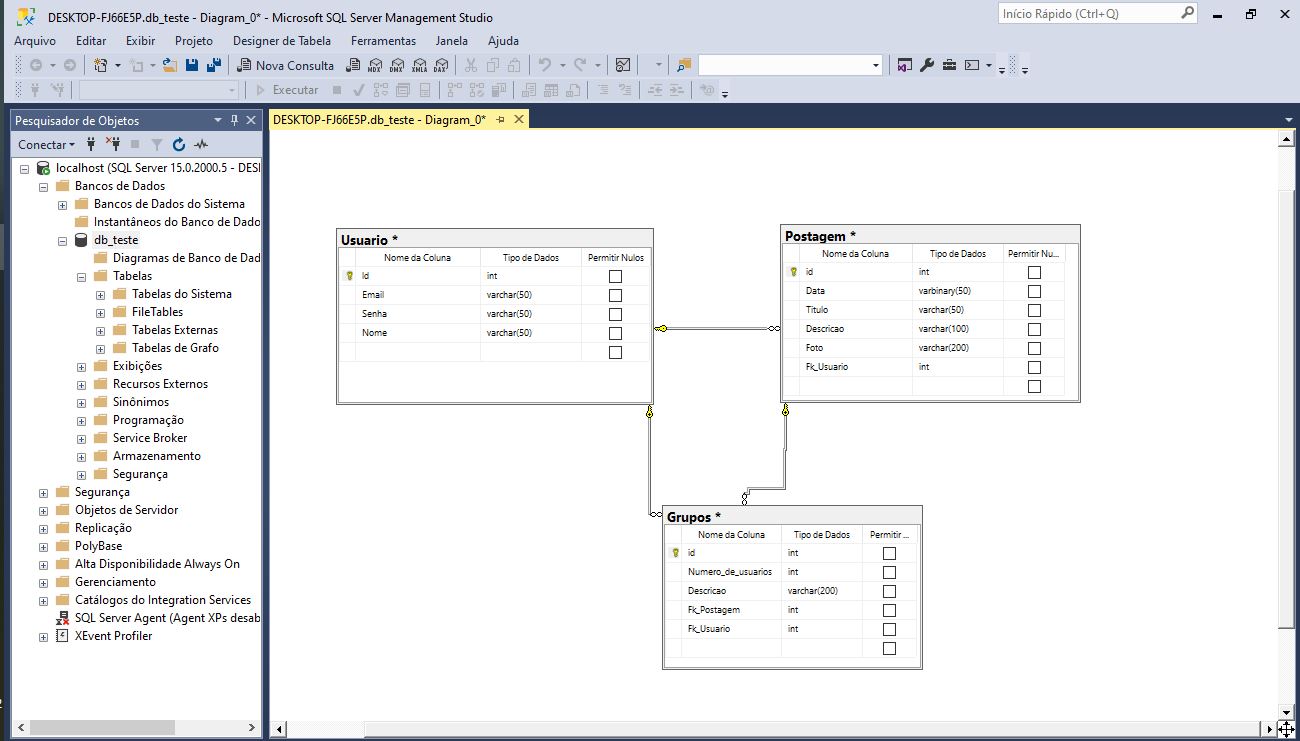 DESKTOP-FJ66E5P.db_teste - Diagram_0* - Microsoft SQL Server Management Studio
Início Rápido (Ctrl+Q)
Arquivo Editar Exibir Projeto Designer de Tabela Ferramentas Janela Ajuda
Nova Consulta MDX DMX XMLA DAX
Executar
Pesquisador de Objetos
Conectar
localhost (SQL Server 15.0.2000.5 - DESI
Bancos de Dados
Bancos de Dados do Sistema
Instantâneos do Banco de Dado
db_teste
Diagramas de Banco de Dad
Tabelas
Tabelas do Sistema
FileTables
Tabelas Externas
Tabelas de Grafo
Exibições
Recursos Externos
Sinônimos
Programação
Service Broker
Armazenamento
Segurança
Segurança
Objetos de Servidor
Replicação
PolyBase
Alta Disponibilidade Always On
Gerenciamento
Catálogos do Integration Services
SQL Server Agent (Agent XPs desab
XEvent Profiler
DESKTOP-FJ66E5P.db_teste - Diagram_0*
Usuario *
Nome da Coluna Tipo de Dados Permitir Nulos
Id int
Email varchar(50)
Senha varchar(50)
Nome varchar(50)
Postagem *
Nome da Coluna Tipo de Dados Permitir Nu...
id int
Data varbinary(50)
Titulo varchar(50)
Descricao varchar(100)
Foto varchar(200)
Fk_Usuario int
Grupos *
Nome da Coluna Tipo de Dados Permitir ...
id int
Numero_de_usuarios int
Descricao varchar(200)
Fk_Postagem int
Fk_Usuario int